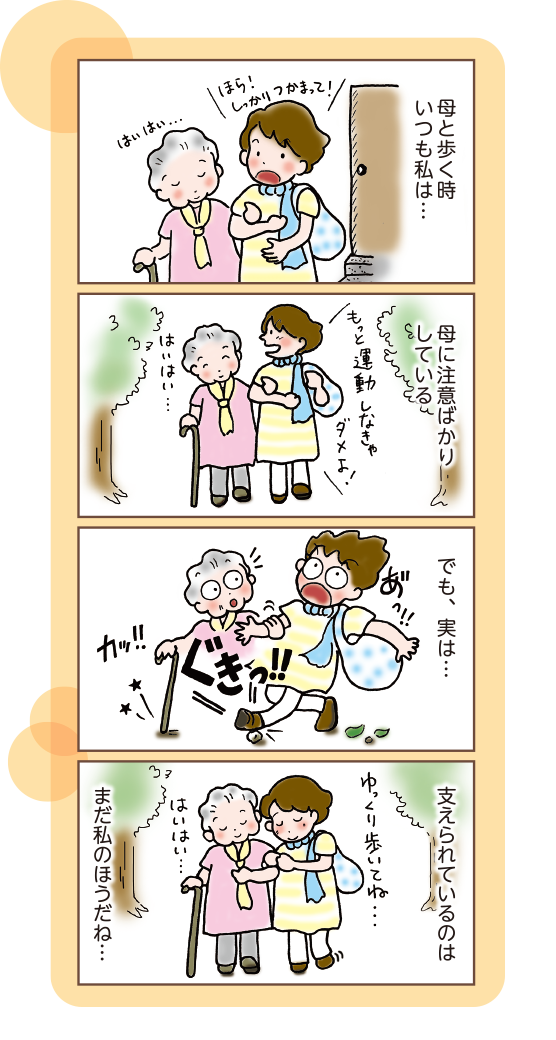 母と歩く時
いつも私は…
ほら!
しっかりつかまって!
はいはい…
母に注意ばかり
している
もっと運動しなきゃ
ダメよ!
はいはい…
でも、実は…
あ゛っ!!
カッ!!
ぐきっ!!
支えられているのは
まだ私のほうだね…
ゆっくり歩いてね…
はいはい…